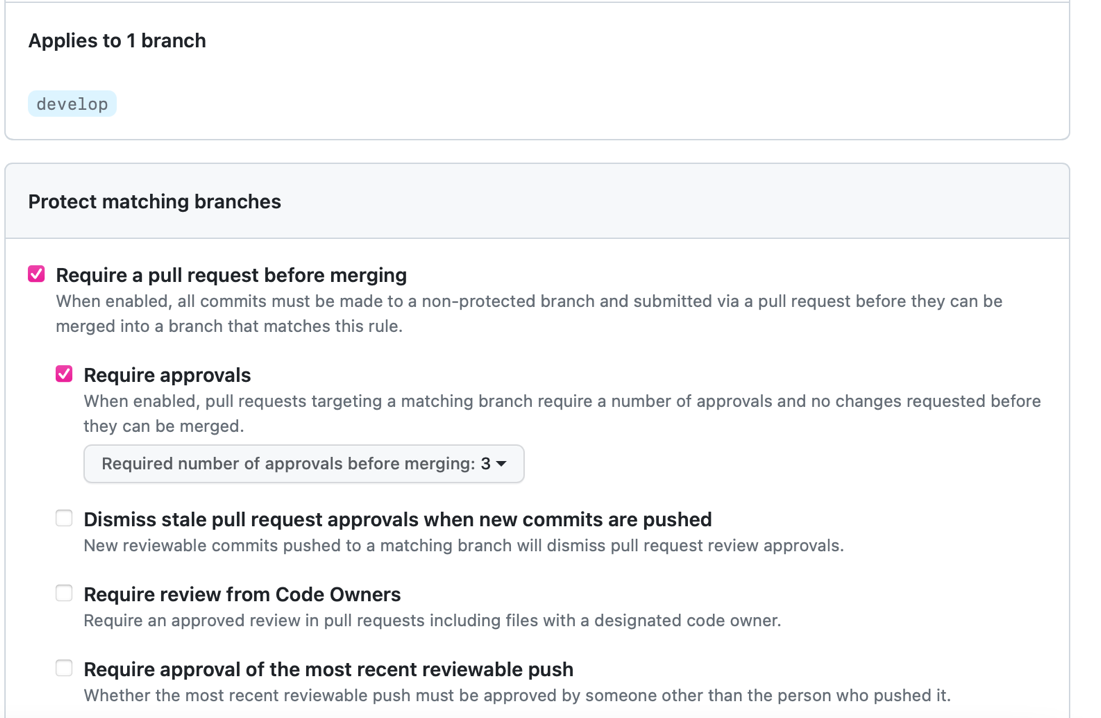 Applies to 1 branch
develop
Protect matching branches
Require a pull request before merging
When enabled, all commits must be made to a non-protected branch and submitted via a pull request before they can be
merged into a branch that matches this rule.
Require approvals
When enabled, pull requests targeting a matching branch require a number of approvals and no changes requested before
they can be merged.
Required number of approvals before merging: 3
Dismiss stale pull request approvals when new commits are pushed
New reviewable commits pushed to a matching branch will dismiss pull request review approvals.
Require review from Code Owners
Require an approved review in pull requests including files with a designated code owner.
Require approval of the most recent reviewable push
Whether the most recent reviewable push must be approved by someone other than the person who pushed it.